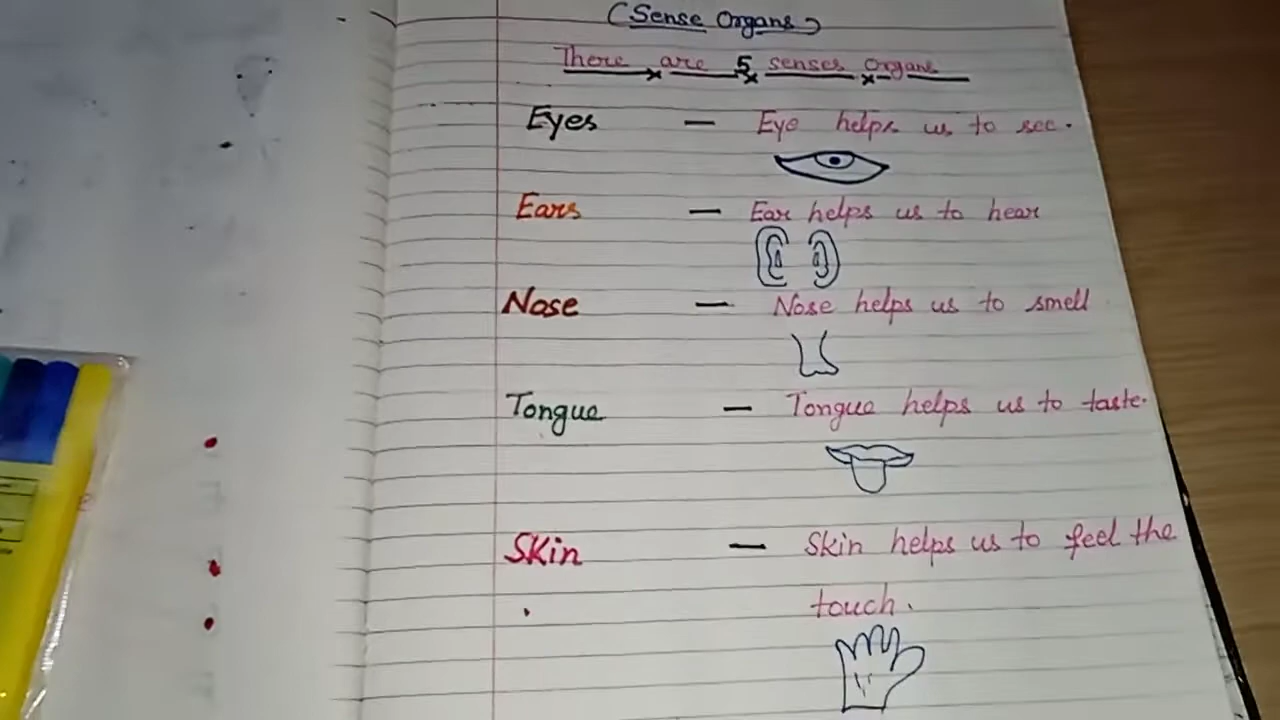 (Sense Organs)
There are 5 senses organs
Eyes — Eye helps us to see.
Ears — Ear helps us to hear
Nose — Nose helps us to smell
Tongue — Tongue helps us to taste.
Skin — Skin helps us to feel the
touch.